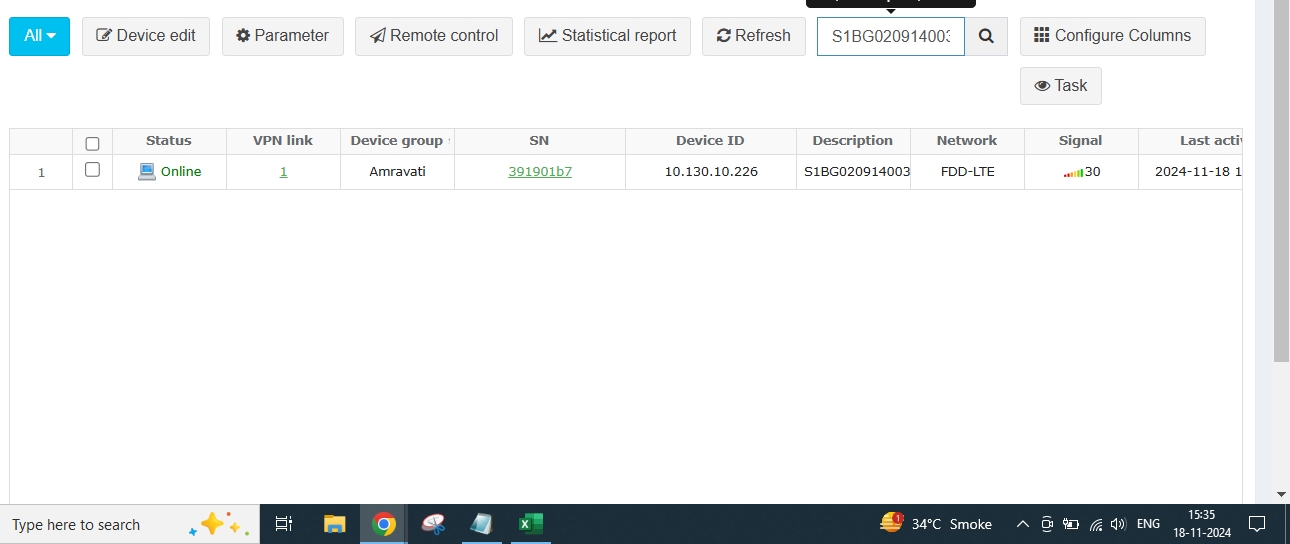 All Device edit Parameter Remote control Statistical report Refresh S1BG020914003 Configure Columns
Task
Status VPN link Device group SN Device ID Description Network Signal Last acti
1 Online 1 Amravati 391901b7 10.130.10.226 S1BG020914003 FDD-LTE 30 2024-11-18 1
Type here to search 1 34°C Smoke ENG 15:35
18-11-2024